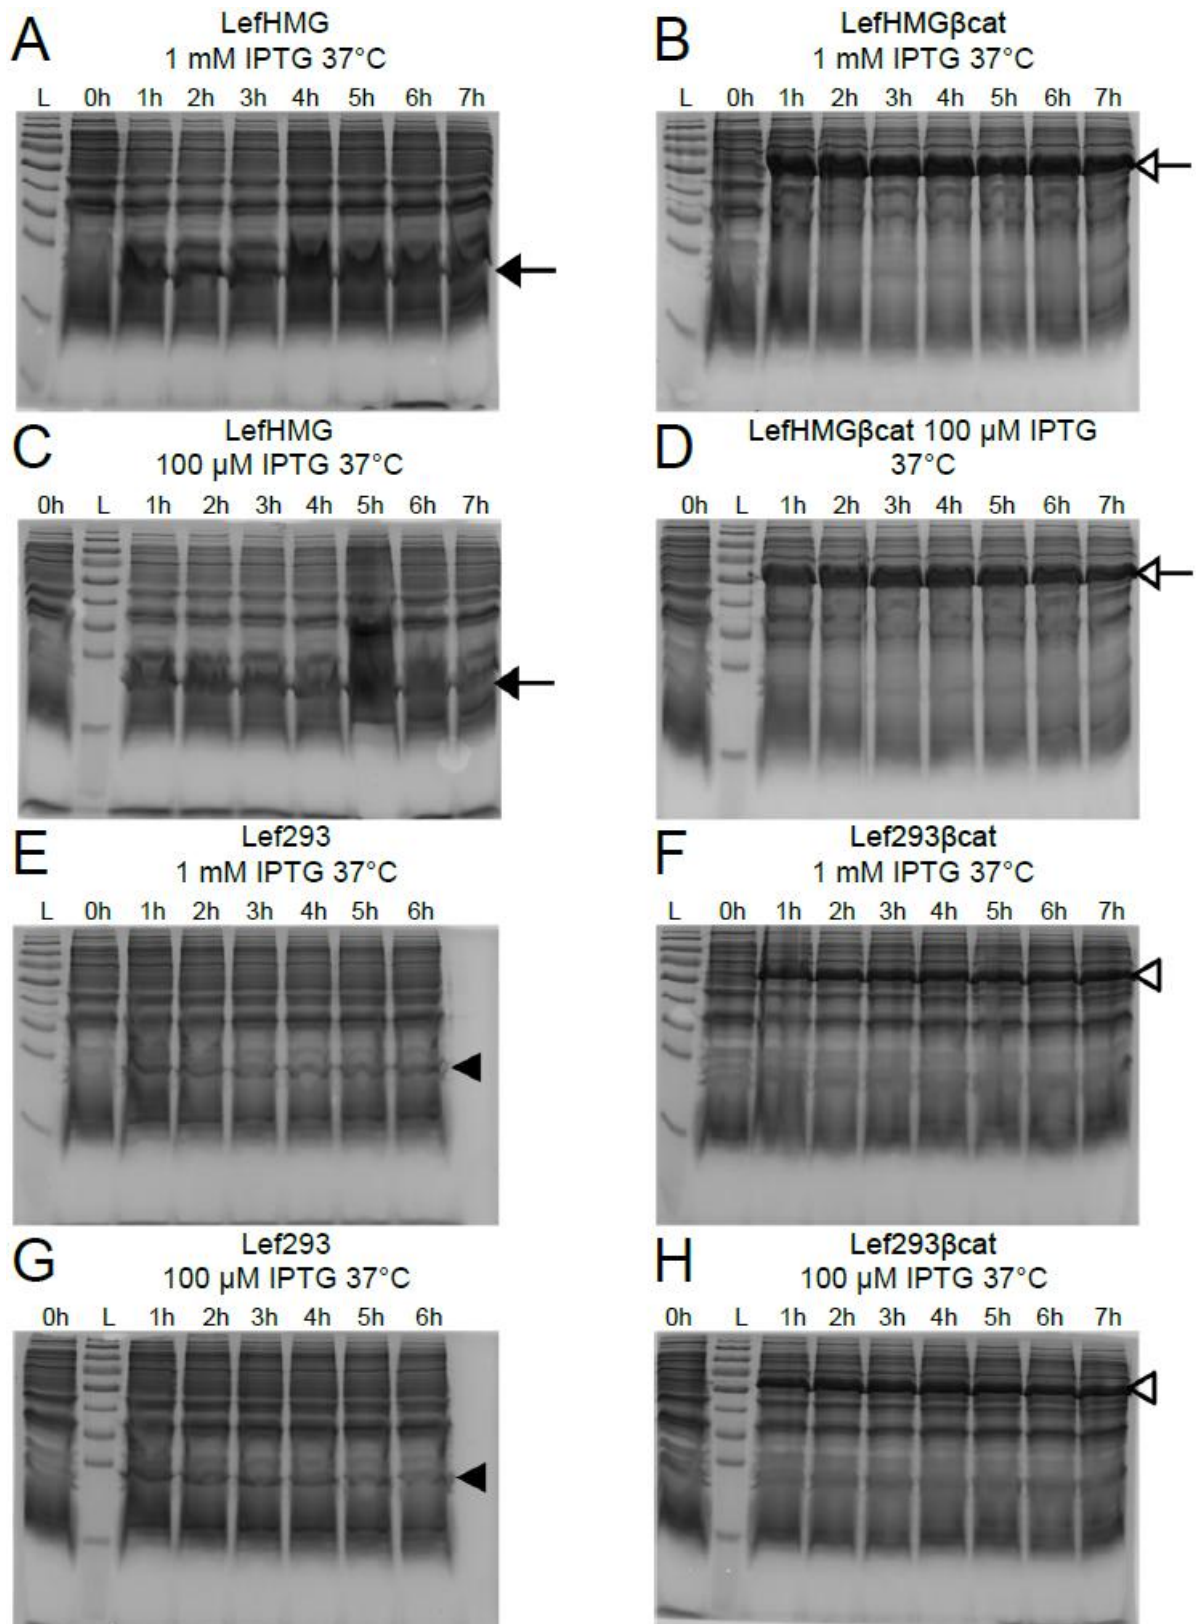 A
LefHMG
1 mM IPTG 37°C
L 0h 1h 2h 3h 4h 5h 6h 7h
B
LefHMGβcat
1 mM IPTG 37°C
L 0h 1h 2h 3h 4h 5h 6h 7h
C
LefHMG
100 µM IPTG 37°C
0h L 1h 2h 3h 4h 5h 6h 7h
D
LefHMGβcat 100 µM IPTG
37°C
0h L 1h 2h 3h 4h 5h 6h 7h
E
Lef293
1 mM IPTG 37°C
L 0h 1h 2h 3h 4h 5h 6h
F
Lef293βcat
1 mM IPTG 37°C
L 0h 1h 2h 3h 4h 5h 6h 7h
G
Lef293
100 µM IPTG 37°C
0h L 1h 2h 3h 4h 5h 6h
H
Lef293βcat
100 µM IPTG 37°C
0h L 1h 2h 3h 4h 5h 6h 7h